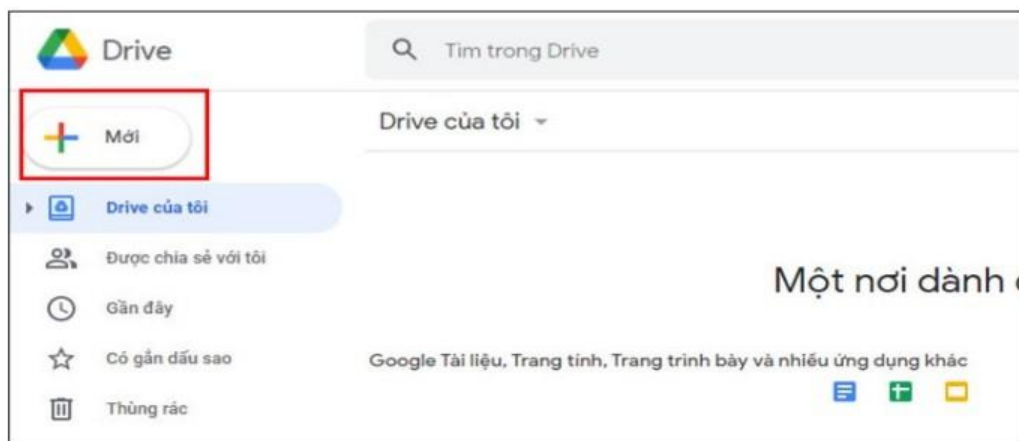 Drive
Tìm trong Drive
Mới
Drive của tôi
Drive của tôi
Được chia sẻ với tôi
Gần đây
Có gắn dấu sao
Thùng rác
Một nơi dành
Google Tài liệu, Trang tính, Trang trình bày và nhiều ứng dụng khác